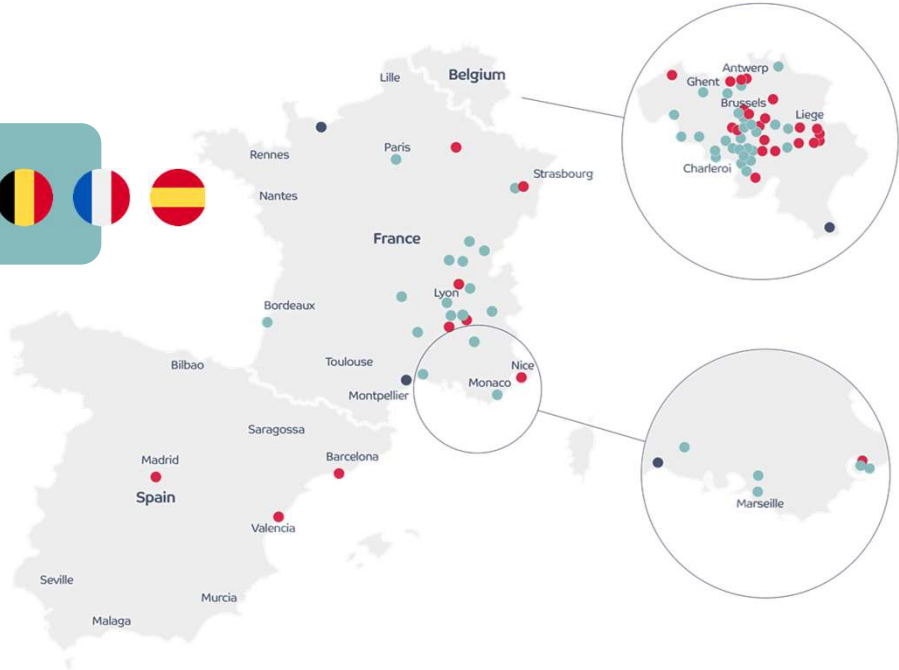 Lille
Belgium
Antwerp
Ghent
Brussels
Liege
Charleroi
Rennes
Paris
Strasbourg
Nantes
France
Lyon
Bordeaux
Bilbao
Toulouse
Nice
Monaco
Montpellier
Saragossa
Madrid
Barcelona
Spain
Valencia
Marseille
Seville
Murcia
Malaga